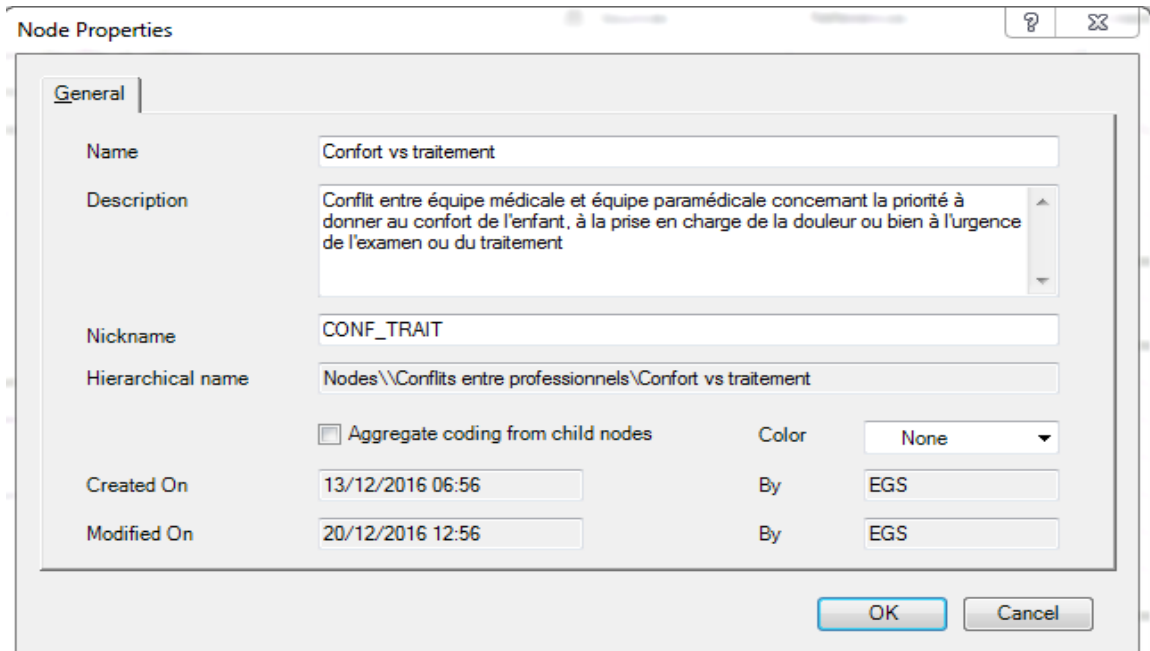 Node Properties
General
Name
Confort vs traitement
Description
Conflit entre équipe médicale et équipe paramédicale concernant la priorité à
donner au confort de l'enfant, à la prise en charge de la douleur ou bien à l'urgence
de l'examen ou du traitement
Nickname
CONF_TRAIT
Hierarchical name
Nodes\\Conflits entre professionnels\Confort vs traitement
Aggregate coding from child nodes
Color
None
Created On
13/12/2016 06:56
By
EGS
Modified On
20/12/2016 12:56
By
EGS
OK
Cancel